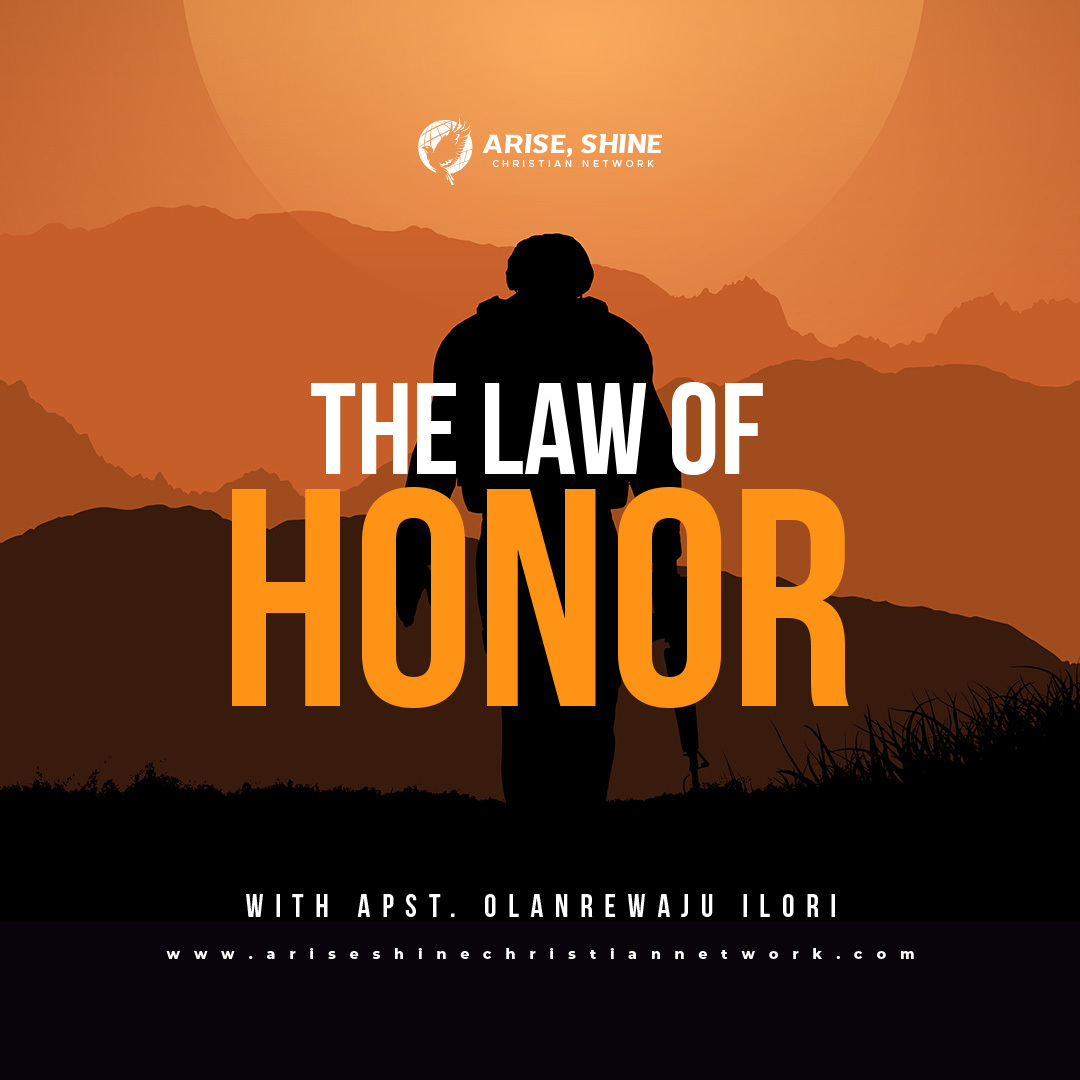 ARISE, SHINE
CHRISTIAN NETWORK
THE LAW OF
HONOR
WITH APST. OLANREWAJU ILORI
www.ariseshinechristiannetwork.com